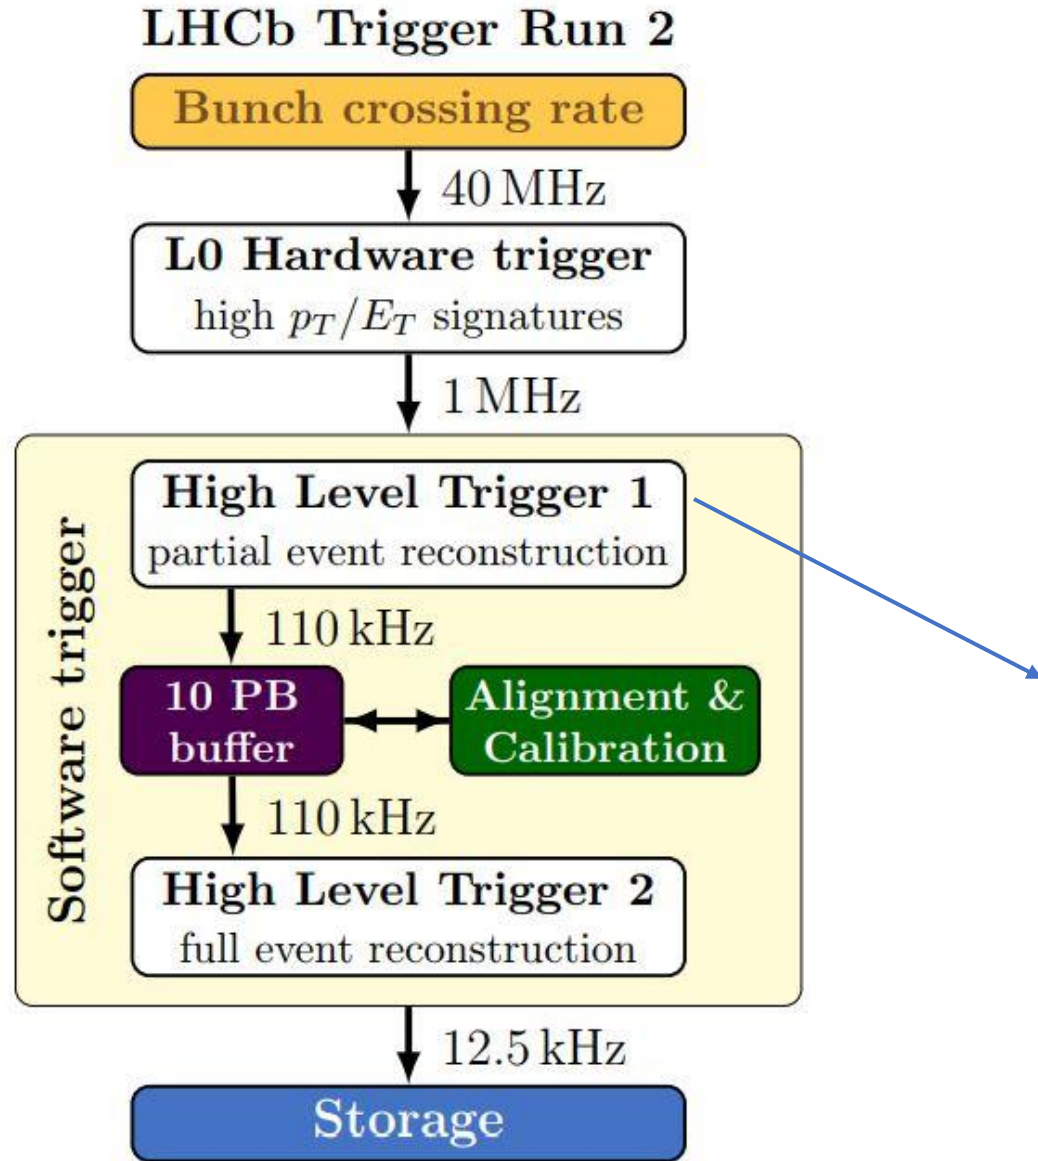 LHCb Trigger Run 2
Bunch crossing rate
40 MHz
L0 Hardware trigger
high p_T/E_T signatures
1 MHz
Software trigger
High Level Trigger 1
partial event reconstruction
110 kHz
10 PB
buffer
Alignment &
Calibration
110 kHz
High Level Trigger 2
full event reconstruction
12.5 kHz
Storage